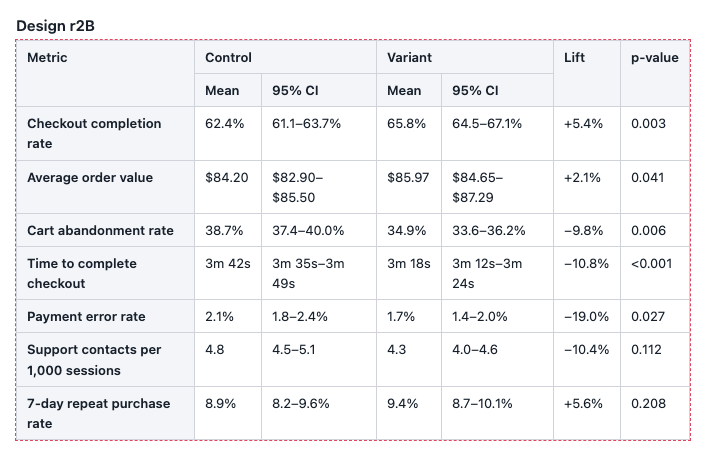 Design r2B
Metric Control Variant Lift p-value
Mean 95% CI Mean 95% CI
Checkout completion rate 62.4% 61.1–63.7% 65.8% 64.5–67.1% +5.4% 0.003
Average order value $84.20 $82.90–$85.50 $85.97 $84.65–$87.29 +2.1% 0.041
Cart abandonment rate 38.7% 37.4–40.0% 34.9% 33.6–36.2% −9.8% 0.006
Time to complete checkout 3m 42s 3m 35s–3m 49s 3m 18s 3m 12s–3m 24s −10.8% <0.001
Payment error rate 2.1% 1.8–2.4% 1.7% 1.4–2.0% −19.0% 0.027
Support contacts per 1,000 sessions 4.8 4.5–5.1 4.3 4.0–4.6 −10.4% 0.112
7-day repeat purchase rate 8.9% 8.2–9.6% 9.4% 8.7–10.1% +5.6% 0.208